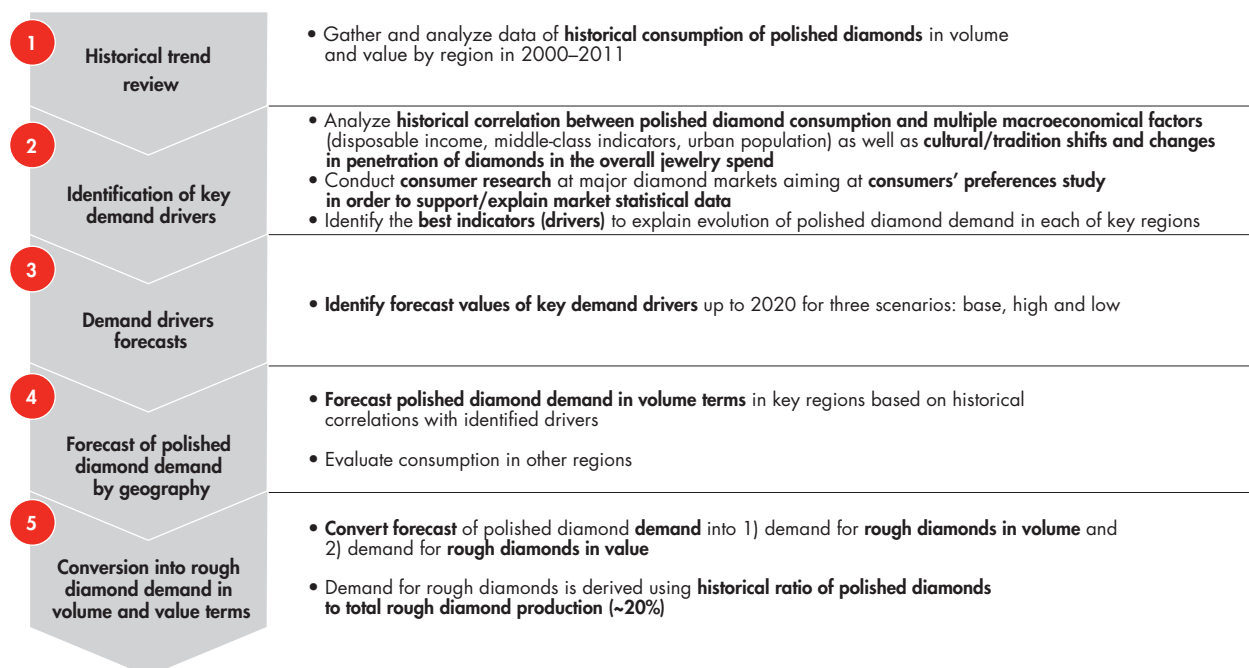 1
Historical trend
review
• Gather and analyze data of historical consumption of polished diamonds in volume
and value by region in 2000–2011
2
Identification of key
demand drivers
• Analyze historical correlation between polished diamond consumption and multiple macroeconomical factors
(disposable income, middle-class indicators, urban population) as well as cultural/tradition shifts and changes
in penetration of diamonds in the overall jewelry spend
• Conduct consumer research at major diamond markets aiming at consumers’ preferences study
in order to support/explain market statistical data
• Identify the best indicators (drivers) to explain evolution of polished diamond demand in each of key regions
3
Demand drivers
forecasts
• Identify forecast values of key demand drivers up to 2020 for three scenarios: base, high and low
4
Forecast of polished
diamond demand
by geography
• Forecast polished diamond demand in volume terms in key regions based on historical
correlations with identified drivers
• Evaluate consumption in other regions
5
Conversion into rough
diamond demand in
volume and value terms
• Convert forecast of polished diamond demand into 1) demand for rough diamonds in volume and
2) demand for rough diamonds in value
• Demand for rough diamonds is derived using historical ratio of polished diamonds
to total rough diamond production (~20%)